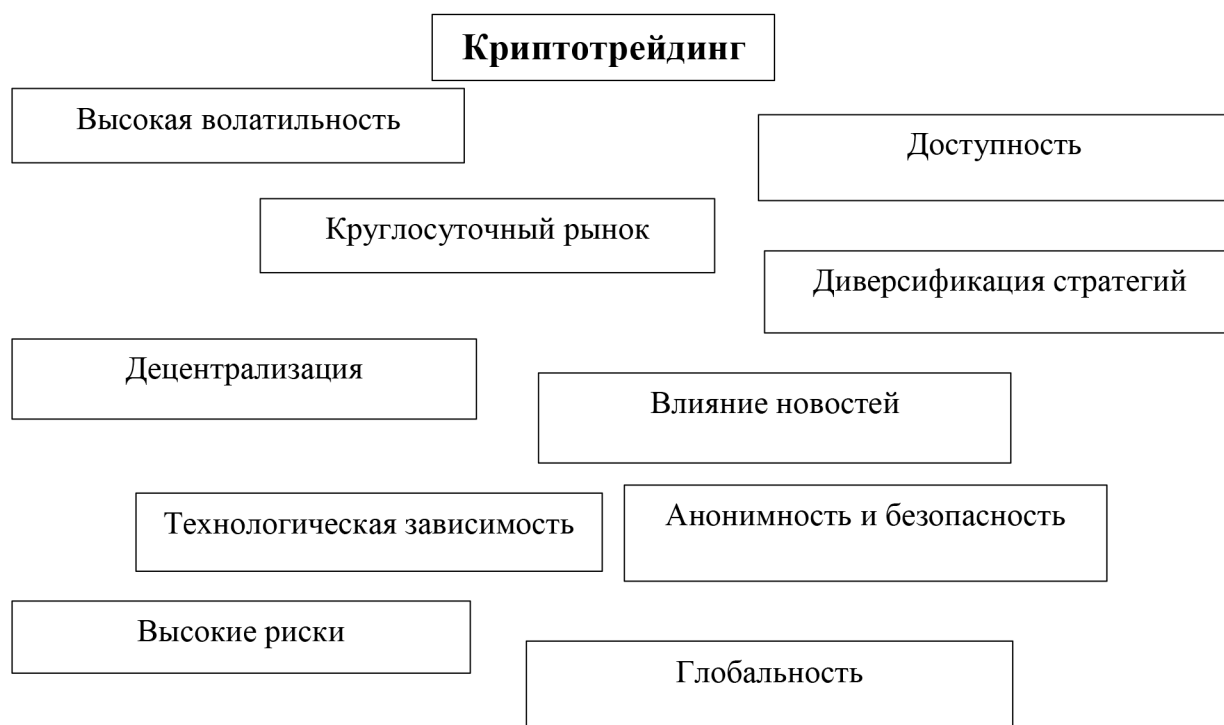 Криптотрейдинг
Высокая волатильность
Доступность
Круглосуточный рынок
Диверсификация стратегий
Децентрализация
Влияние новостей
Технологическая зависимость
Анонимность и безопасность
Высокие риски
Глобальность